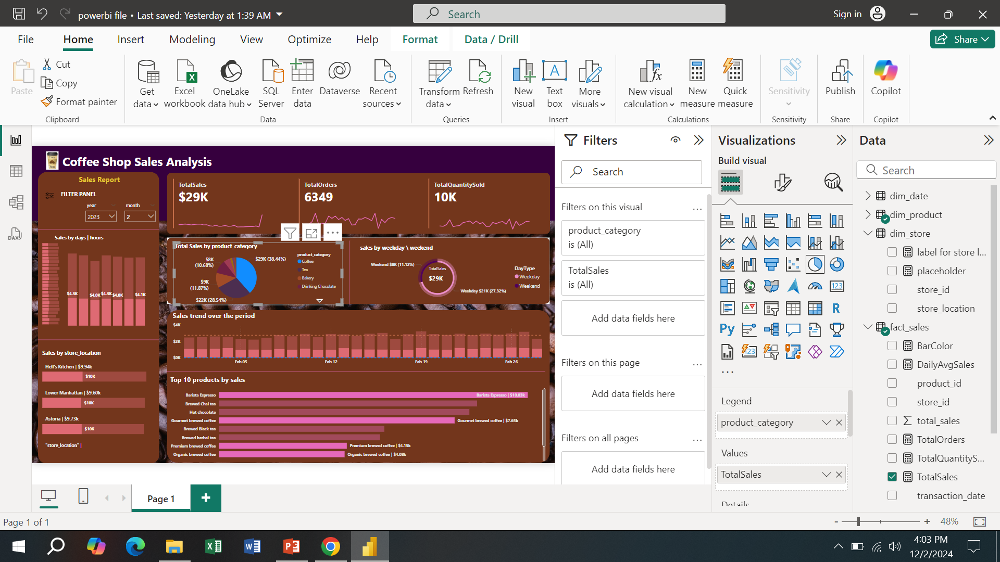 powerbi file • Last saved: Yesterday at 1:39 AM
Search
Sign in
File
Home
Insert
Modeling
View
Optimize
Help
Format
Data / Drill
Share
Paste
Cut
Copy
Format painter
Clipboard
Get data
Excel workbook
OneLake data hub
SQL Server
Enter data
Dataverse
Recent sources
Data
Transform data
Refresh
Queries
New visual
Text box
More visuals
Insert
New visual calculation
New measure
Quick measure
Calculations
Sensitivity
Sensitivity
Publish
Share
Copilot
Copilot
DAX
Coffee Shop Sales Analysis
Sales Report
FILTER PANEL
year
month
2023
2
Sales by days | hours
$4.3K
$4.0K
$4.3K
$4.0K
$4.1K
Sales by store_location
Hell's Kitchen | $9.94k
$10K
Lower Manhattan | $9.60k
$10K
Astoria | $9.73k
$10K
"store_location" |
TotalSales
$29K
TotalOrders
6349
TotalQuantitySold
10K
Total Sales by product_category
$8K
(10.68%)
$29K (38.44%)
$9K
(11.87%)
$22K (28.54%)
product_category
Coffee
Tea
Bakery
Drinking Chocolate
sales by weekday \ weekend
Weekend $8K (11.12%)
TotalSales
$29K
Weekday $21K (27.32%)
DayType
Weekday
Weekend
Sales trend over the period
$4K
$2K
$0K
Feb 05
Feb 12
Feb 19
Feb 26
Top 10 products by sales
Barista Espresso
Barista Espresso | $10.03k
Brewed Chai tea
Hot chocolate
Gourmet brewed coffee
Gourmet brewed coffee | $7.65k
Brewed Black tea
Brewed herbal tea
Premium brewed coffee
Premium brewed coffee | $4.15k
Organic brewed coffee
Organic brewed coffee | $4.08k
Filters
Search
Filters on this visual
...
product_category
is (All)
TotalSales
is (All)
Add data fields here
Filters on this page
...
Add data fields here
Filters on all pages
...
Add data fields here
Visualizations
Build visual
123
R
Py
123
...
Legend
product_category
Values
TotalSales
Details
Data
Search
dim_date
dim_product
dim_store
label for store l...
placeholder
store_id
store_location
fact_sales
BarColor
DailyAvgSales
product_id
store_id
total_sales
TotalOrders
TotalQuantityS...
TotalSales
transaction_date
Page 1
+
Page 1 of 1
- + 48%
4:03 PM
12/2/2024